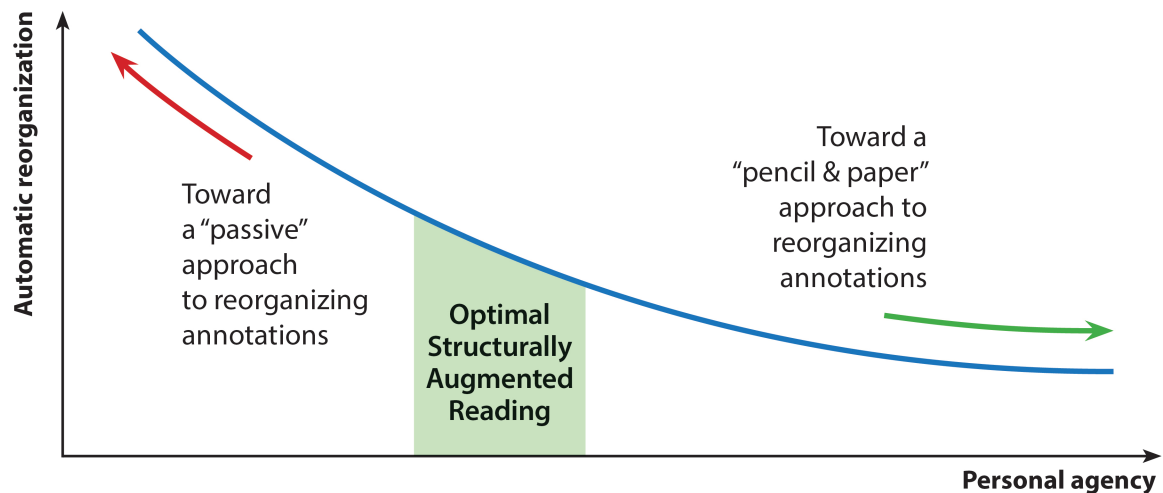 Automatic reorganization
Toward
a “passive”
approach
to reorganizing
annotations
Optimal
Structurally
Augmented
Reading
Toward a
“pencil & paper”
approach to
reorganizing
annotations
Personal agency